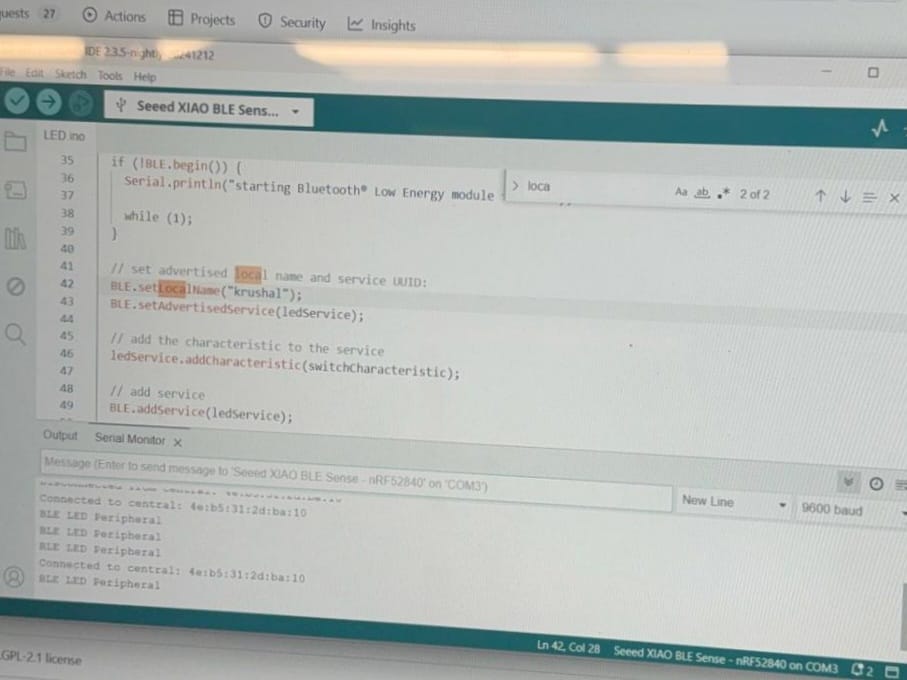 uests 27 Actions Projects Security Insights
IDE 2.3.5-nightly 241212
File Edit Sketch Tools Help
Seeed XIAO BLE Sens...
LED.ino
> loca Aa ab .* 2 of 2
35 if (!BLE.begin()) {
36 Serial.println("starting Bluetooth® Low Energy module
37
38 while (1);
39 }
40
41 // set advertised local name and service UUID:
42 BLE.setLocalName("krushal");
43 BLE.setAdvertisedService(ledService);
44
45 // add the characteristic to the service
46 ledService.addCharacteristic(switchCharacteristic);
47
48 // add service
49 BLE.addService(ledService);
Output Serial Monitor x
Message (Enter to send message to 'Seeed XIAO BLE Sense - nRF52840' on 'COM3')
New Line 9600 baud
Connected to central: 4e:b5:31:2d:ba:10
BLE LED Peripheral
BLE LED Peripheral
BLE LED Peripheral
Connected to central: 4e:b5:31:2d:ba:10
BLE LED Peripheral
Ln 42, Col 28 Seeed XIAO BLE Sense - nRF52840 on COM3 2
GPL-2.1 license